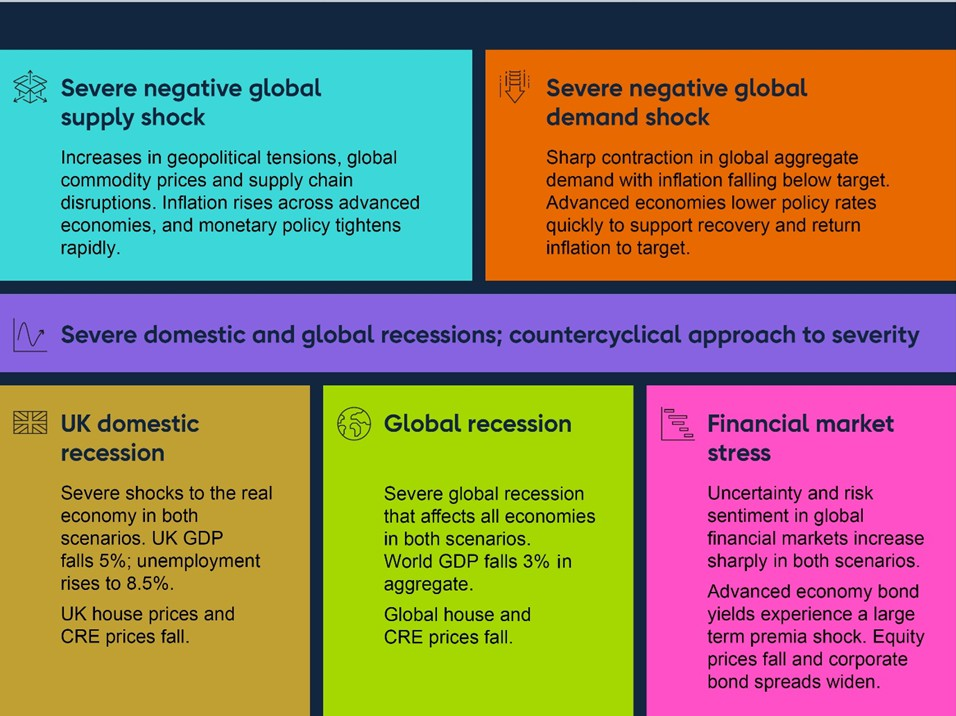 Severe negative global
supply shock
Increases in geopolitical tensions, global
commodity prices and supply chain
disruptions. Inflation rises across advanced
economies, and monetary policy tightens
rapidly.
Severe negative global
demand shock
Sharp contraction in global aggregate
demand with inflation falling below target.
Advanced economies lower policy rates
quickly to support recovery and return
inflation to target.
Severe domestic and global recessions; countercyclical approach to severity
UK domestic
recession
Severe shocks to the real
economy in both
scenarios. UK GDP
falls 5%; unemployment
rises to 8.5%.
UK house prices and
CRE prices fall.
Global recession
Severe global recession
that affects all economies
in both scenarios.
World GDP falls 3% in
aggregate.
Global house and
CRE prices fall.
Financial market
stress
Uncertainty and risk
sentiment in global
financial markets increase
sharply in both scenarios.
Advanced economy bond
yields experience a large
term premia shock. Equity
prices fall and corporate
bond spreads widen.